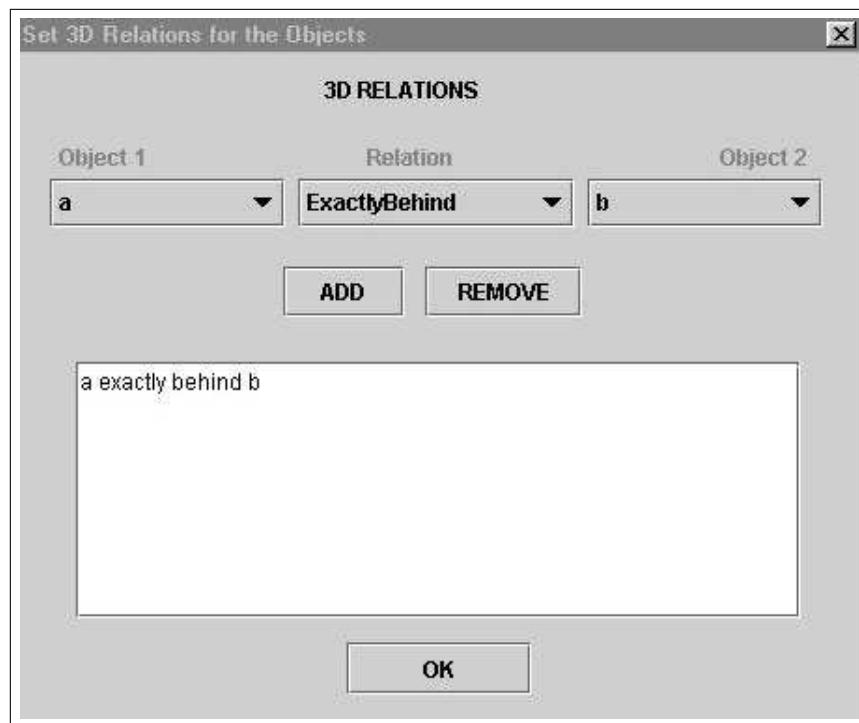 Set 3D Relations for the Objects
3D RELATIONS
Object 1 Relation Object 2
a ExactlyBehind b
ADD REMOVE
a exactly behind b
OK